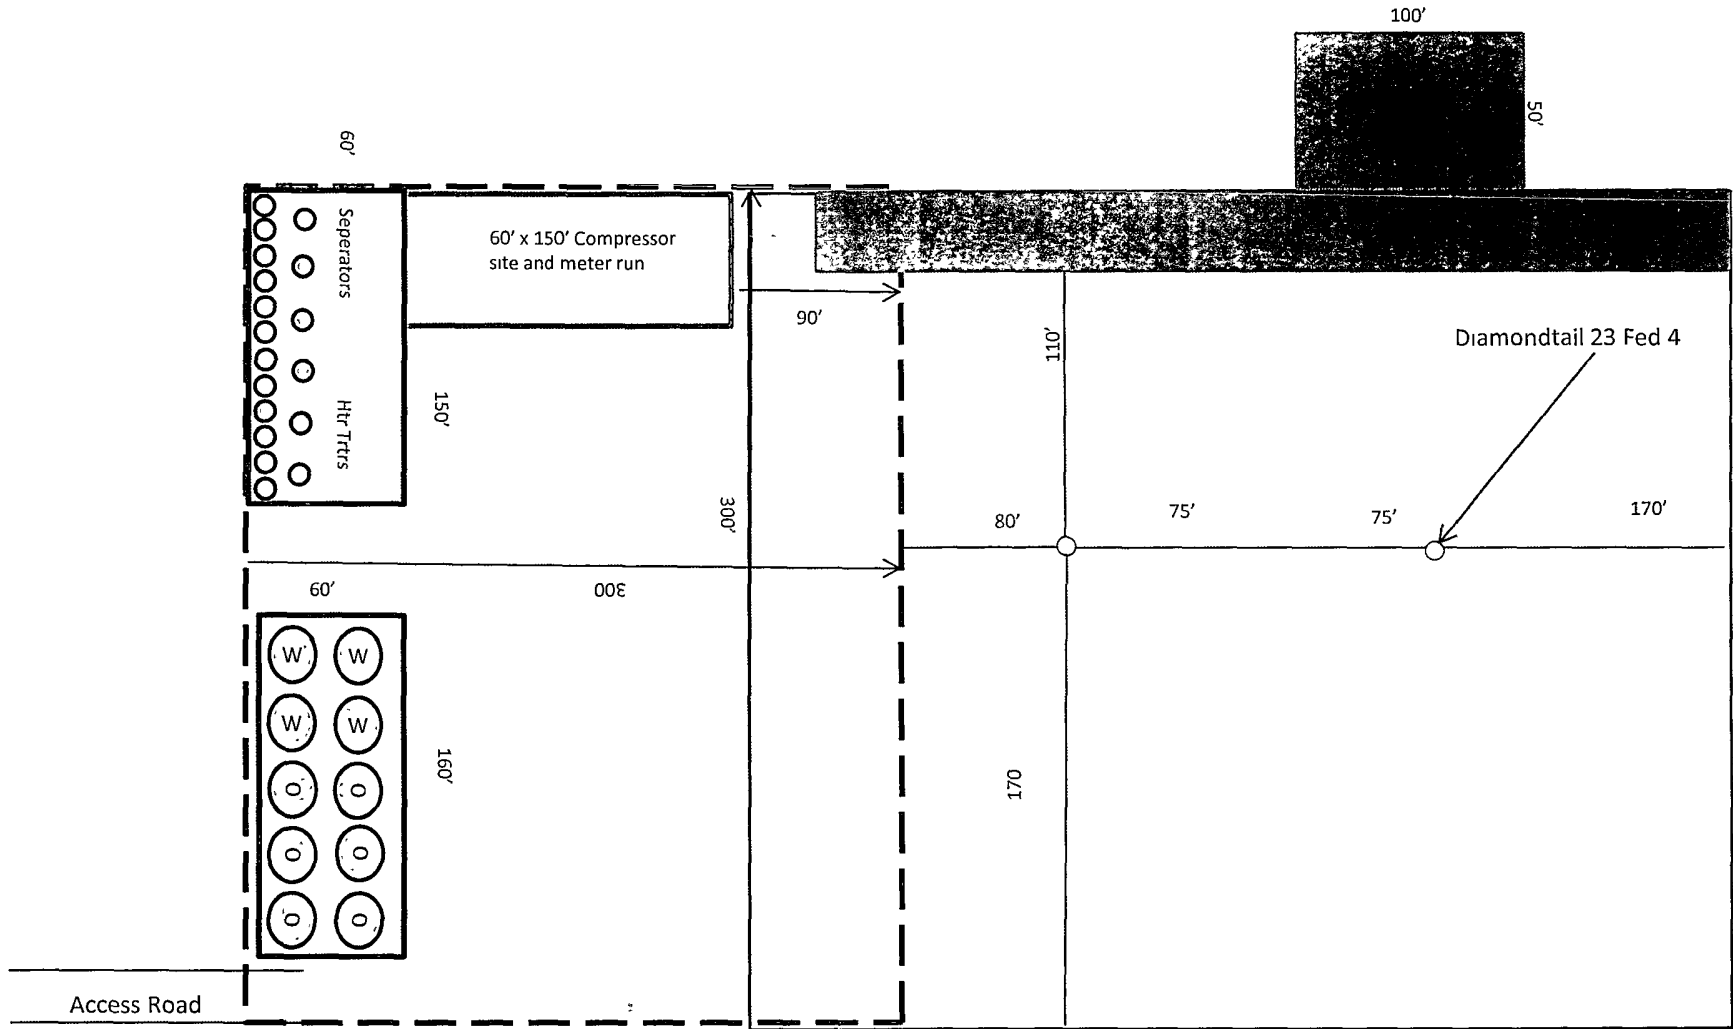 100'
50'
60'
Seperators
Htr Trtrs
60' x 150' Compressor
site and meter run
90'
110'
Diamondtail 23 Fed 4
150'
300'
80'
75'
75'
170'
60'
300
W W
W W
O O
O O
O O
160'
170
Access Road